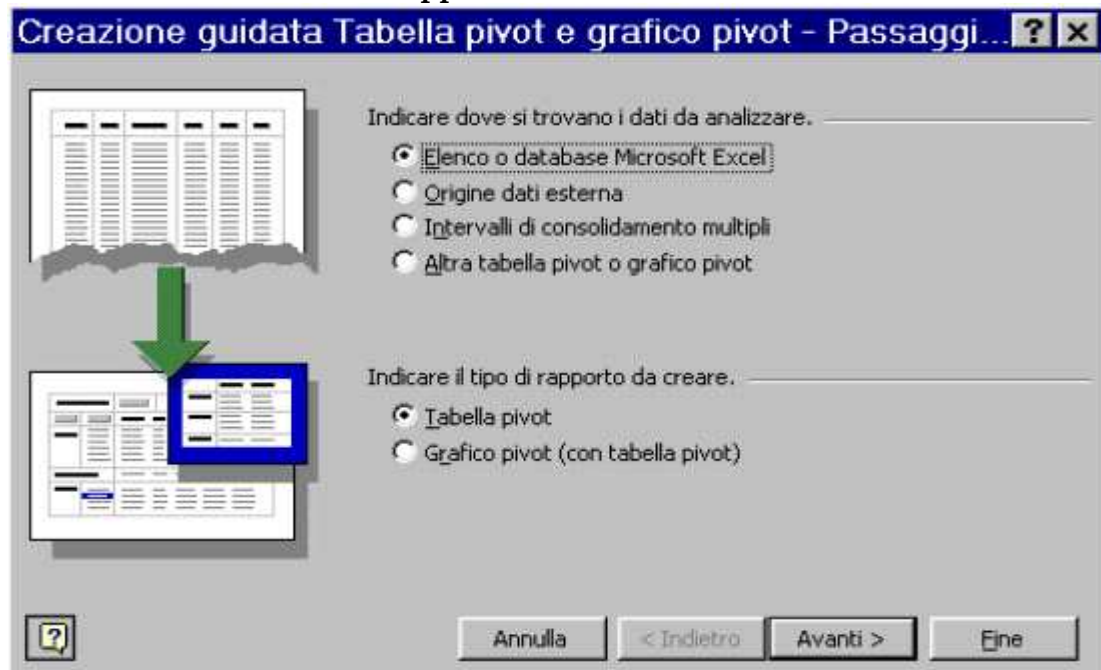 Creazione guidata Tabella pivot e grafico pivot - Passaggi...
Indicare dove si trovano i dati da analizzare.
Elenco o database Microsoft Excel
Origine dati esterna
Intervalli di consolidamento multipli
Altra tabella pivot o grafico pivot
Indicare il tipo di rapporto da creare.
Tabella pivot
Grafico pivot (con tabella pivot)
Annulla < Indietro Avanti > Fine